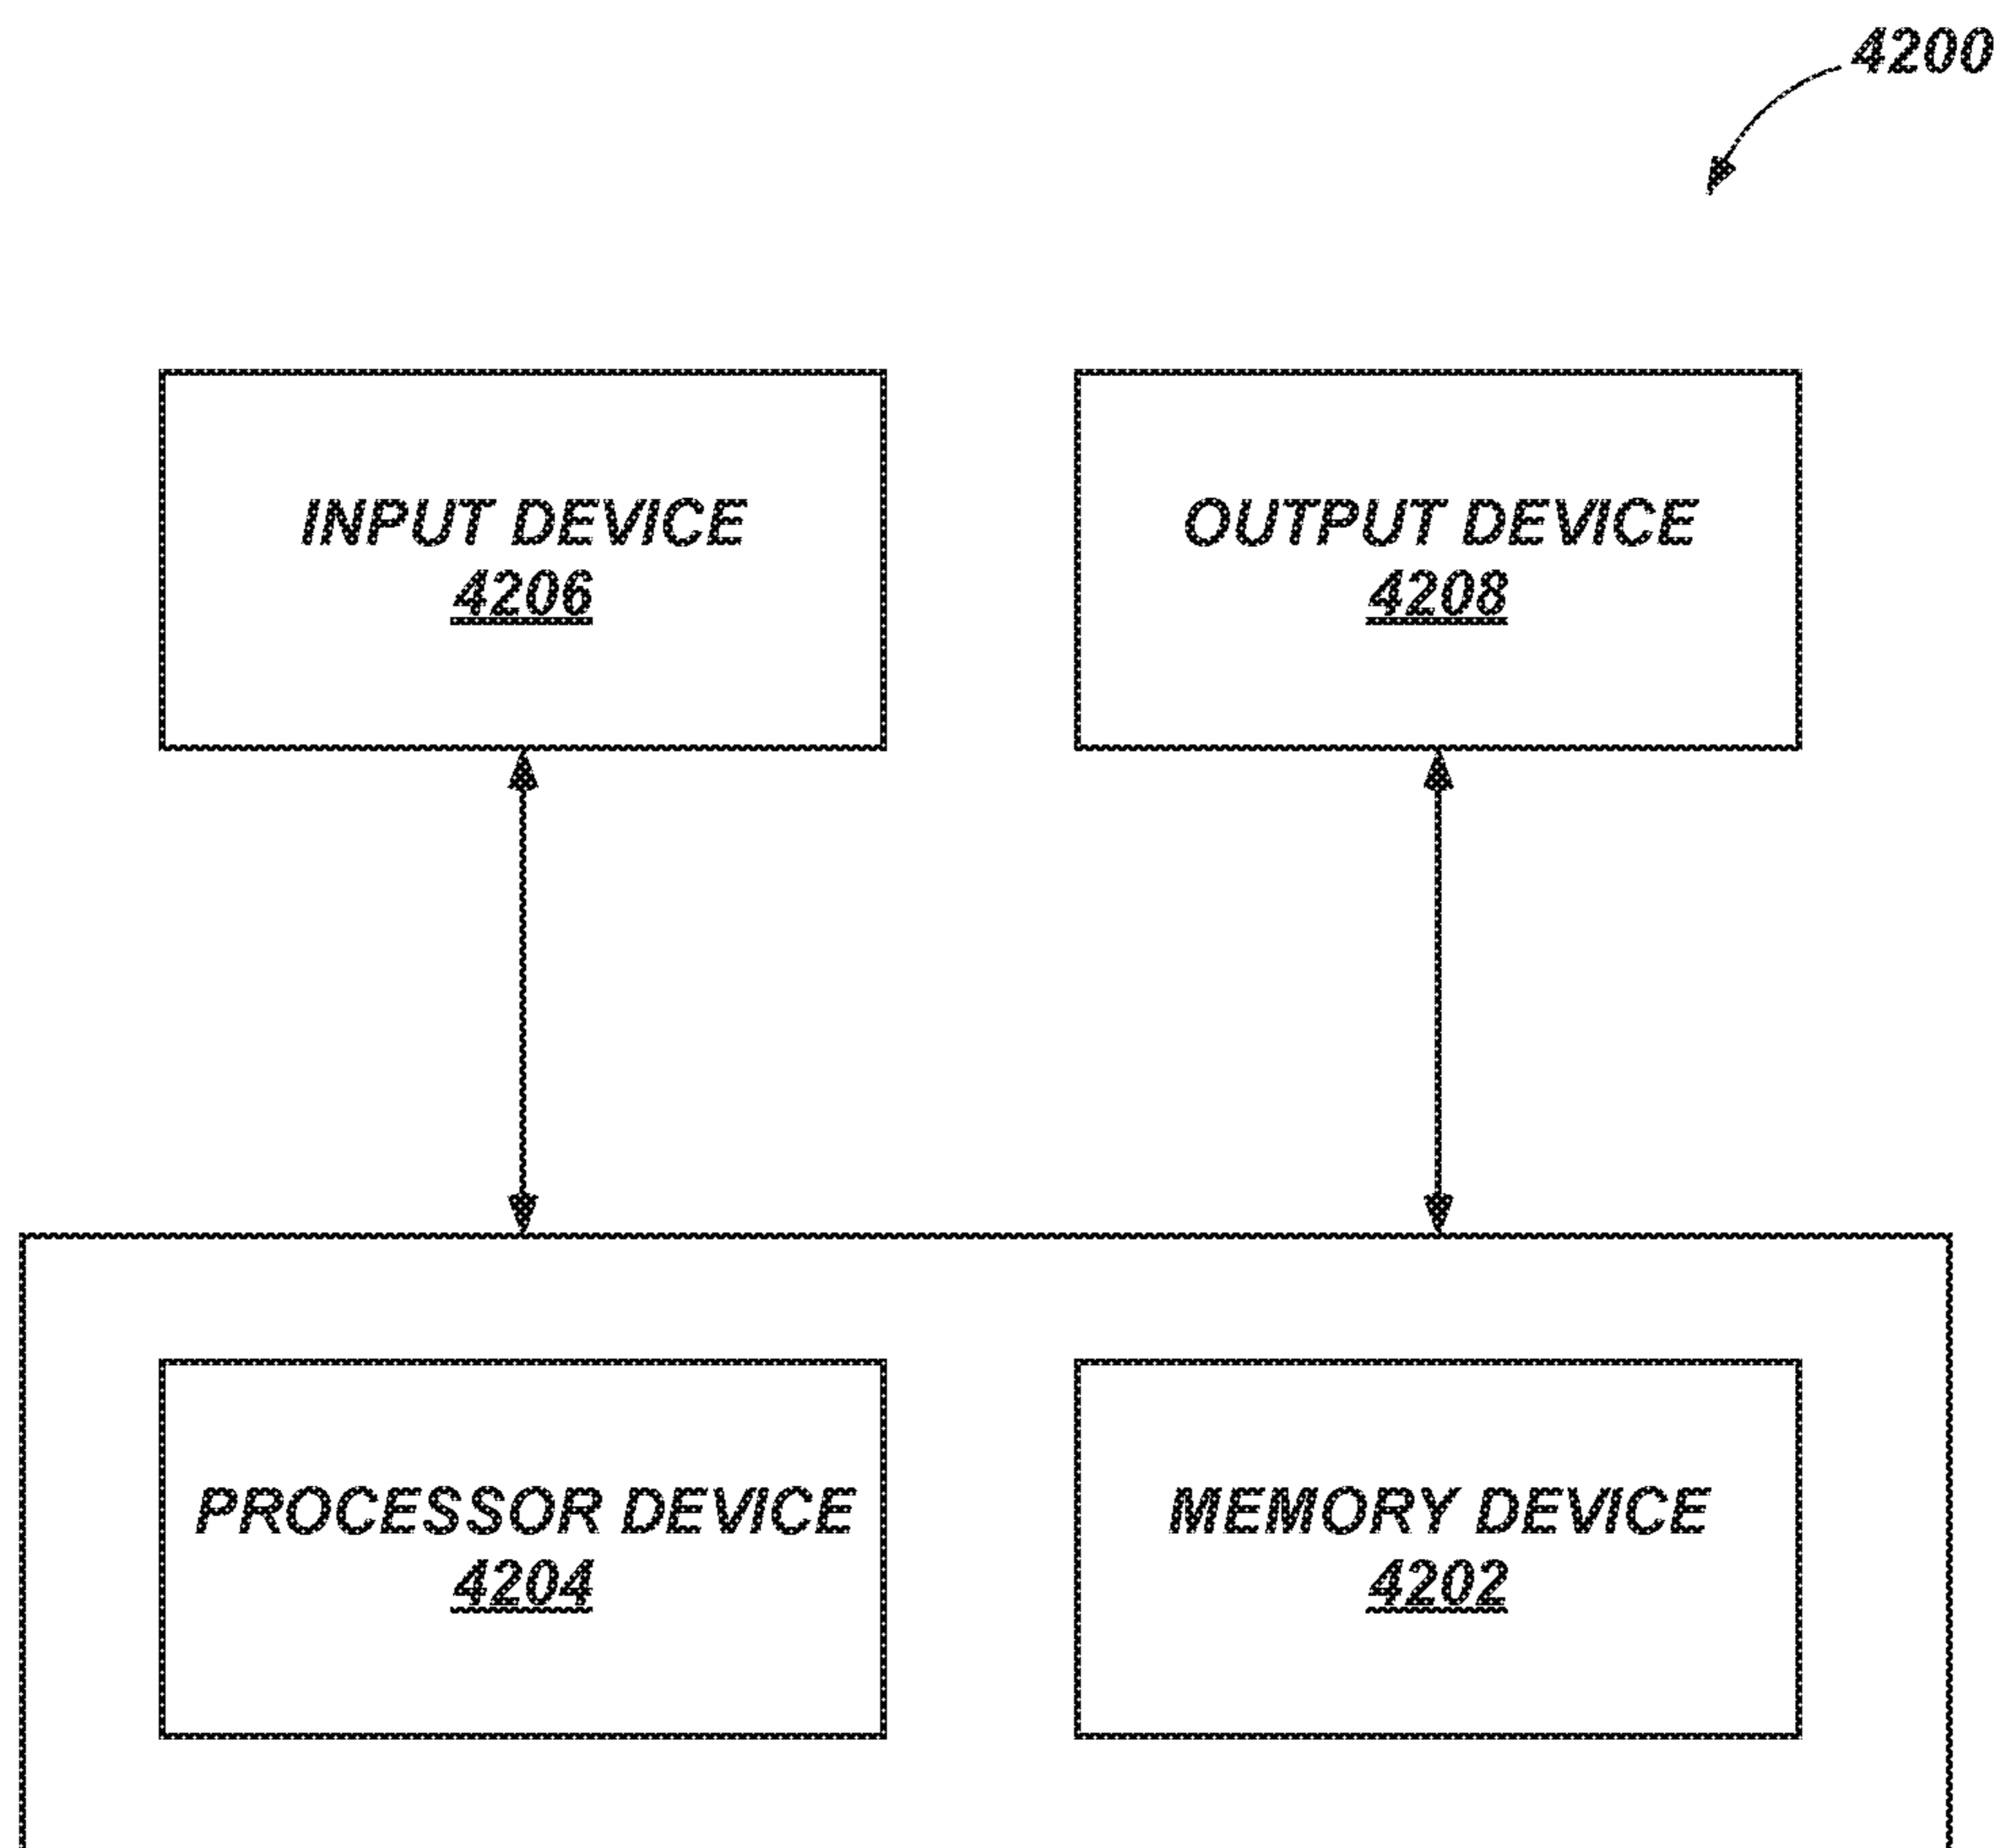 4200
INPUT DEVICE
4206
OUTPUT DEVICE
4208
PROCESSOR DEVICE
4204
MEMORY DEVICE
4202